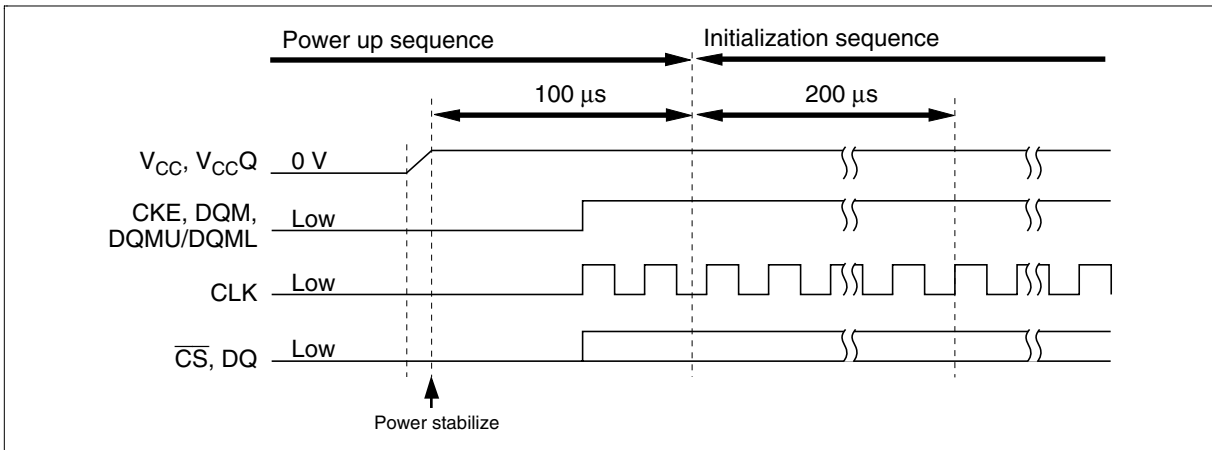 Power up sequence
Initialization sequence
100 μs
200 μs
VCC, VCCQ
0 V
CKE, DQM,
DQMU/DQML
Low
CLK
Low
CS, DQ
Low
Power stabilize